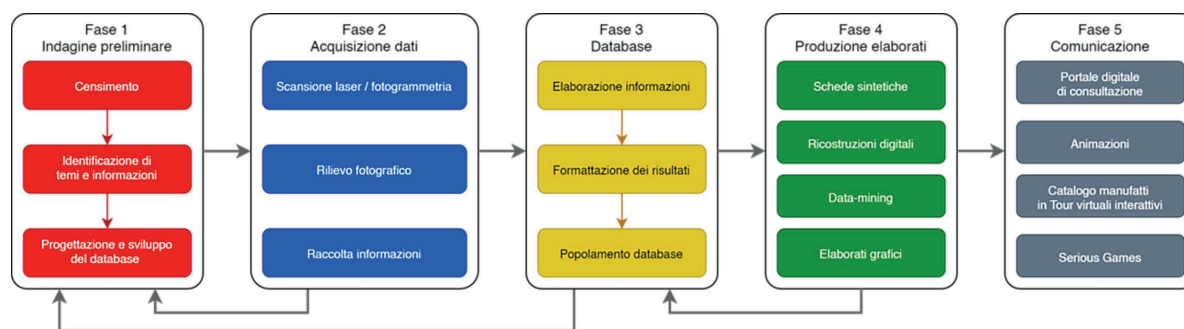 Fase 1
Indagine preliminare
Censimento
Identificazione di
temi e informazioni
Progettazione e sviluppo
del database
Fase 2
Acquisizione dati
Scansione laser / fotogrammetria
Rilievo fotografico
Raccolta informazioni
Fase 3
Database
Elaborazione informazioni
Formattazione dei risultati
Popolamento database
Fase 4
Produzione elaborati
Schede sintetiche
Ricostruzioni digitali
Data-mining
Elaborati grafici
Fase 5
Comunicazione
Portale digitale
di consultazione
Animazioni
Catalogo manufatti
in Tour virtuali interattivi
Serious Games